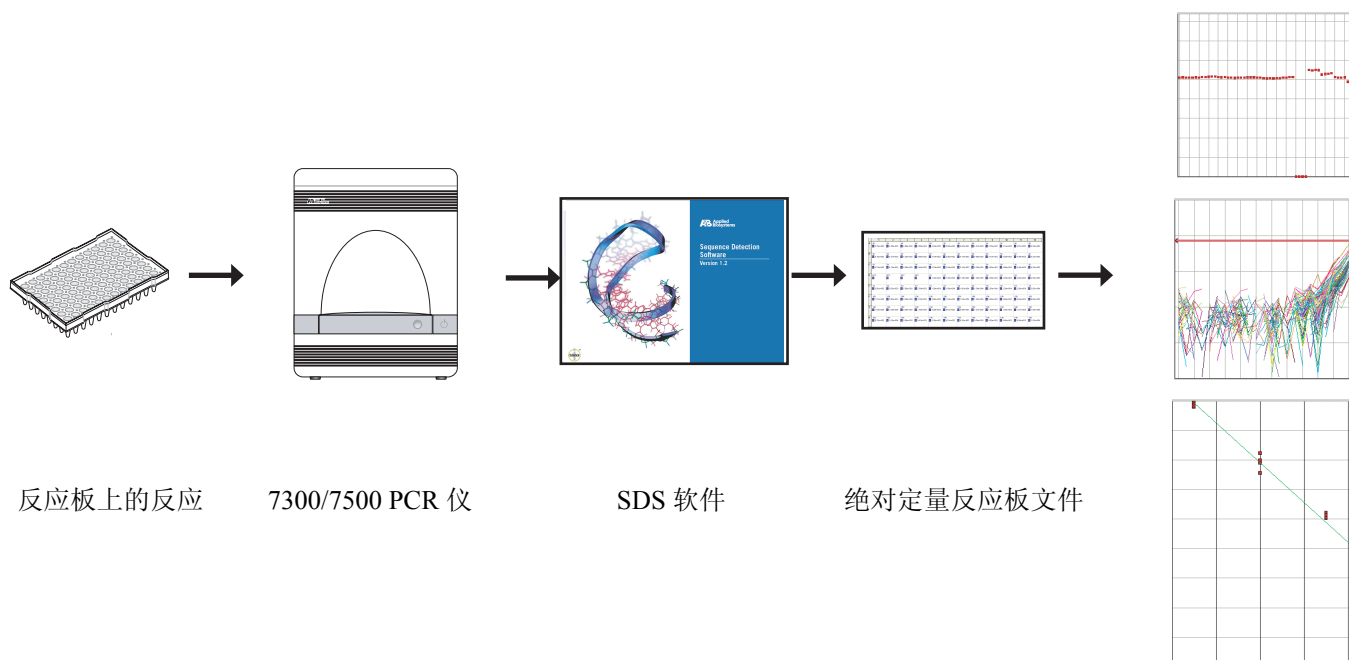 AB Applied
Biosystems
Sequence Detection
Software
Version 1.2
反应板上的反应
7300/7500 PCR 仪
SDS 软件
绝对定量反应板文件